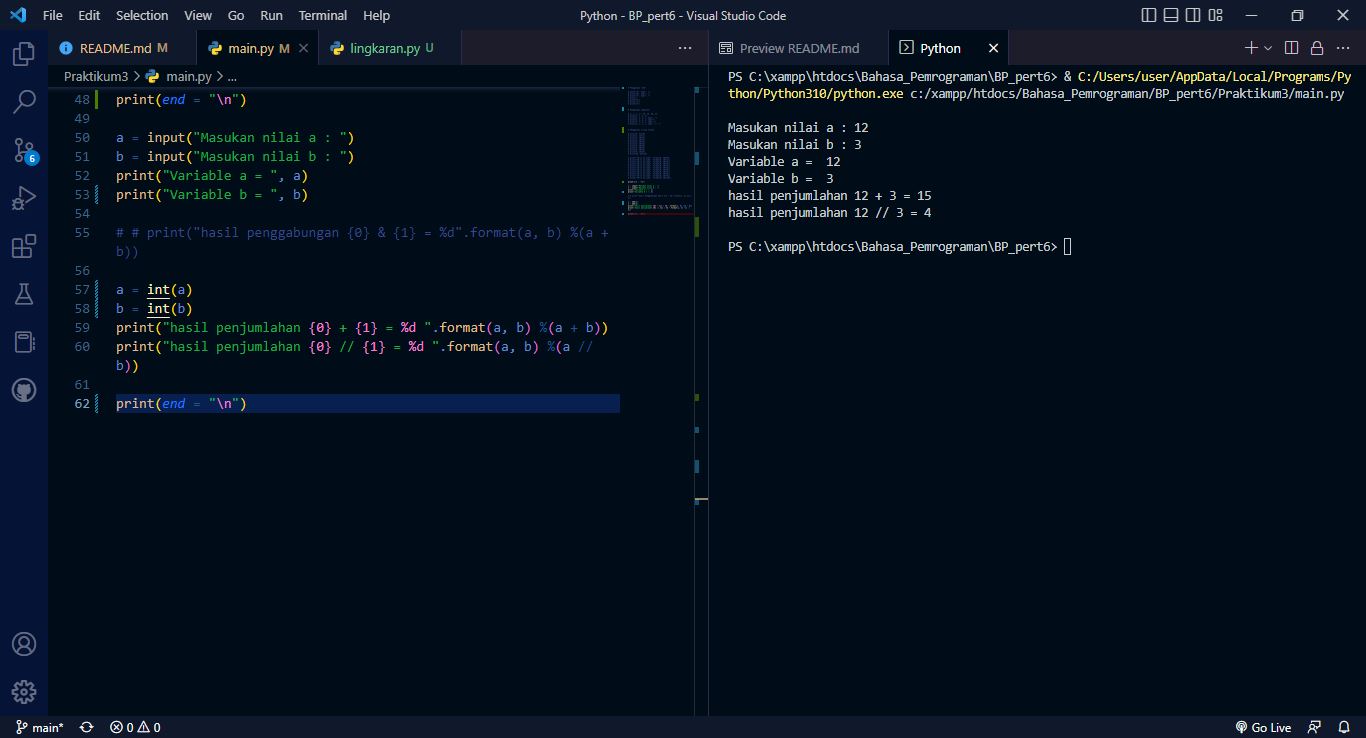 File Edit Selection View Go Run Terminal Help
Python - BP_pert6 - Visual Studio Code
README.md M
main.py M
lingkaran.py U
Praktikum3 > main.py > ...
48 print(end = "\n")
49
50 a = input("Masukan nilai a : ")
51 b = input("Masukan nilai b : ")
52 print("Variable a = ", a)
53 print("Variable b = ", b)
54
55 # # print("hasil penggabungan {0} & {1} = %d".format(a, b) %(a +
b))
56
57 a = int(a)
58 b = int(b)
59 print("hasil penjumlahan {0} + {1} = %d ".format(a, b) %(a + b))
60 print("hasil penjumlahan {0} // {1} = %d ".format(a, b) %(a //
b))
61
62 print(end = "\n")
Preview README.md
Python
PS C:\xampp\htdocs\Bahasa_Pemrograman\BP_pert6> & C:/Users/user/AppData/Local/Programs/Py
thon/Python310/python.exe c:/xampp/htdocs/Bahasa_Pemrograman/BP_pert6/Praktikum3/main.py
Masukan nilai a : 12
Masukan nilai b : 3
Variable a =  12
Variable b =  3
hasil penjumlahan 12 + 3 = 15
hasil penjumlahan 12 // 3 = 4
PS C:\xampp\htdocs\Bahasa_Pemrograman\BP_pert6>
6
main*
0 0
Go Live